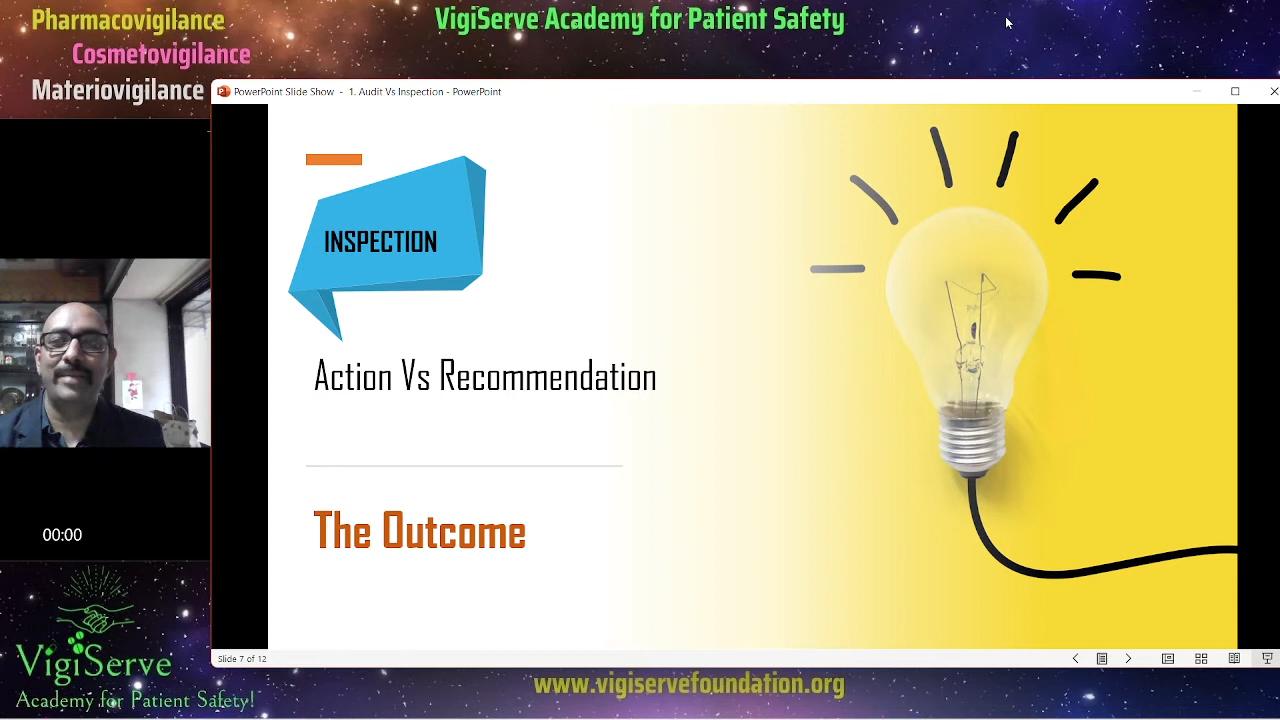 Pharmacovigilance
Cosmetovigilance
Materiovigilance
VigiServe Academy for Patient Safety
PowerPoint Slide Show - 1. Audit Vs Inspection - PowerPoint
INSPECTION
Action Vs Recommendation
The Outcome
00:00
VigiServe
Academy for Patient Safety!
Slide 7 of 12
www.vigiservefoundation.org